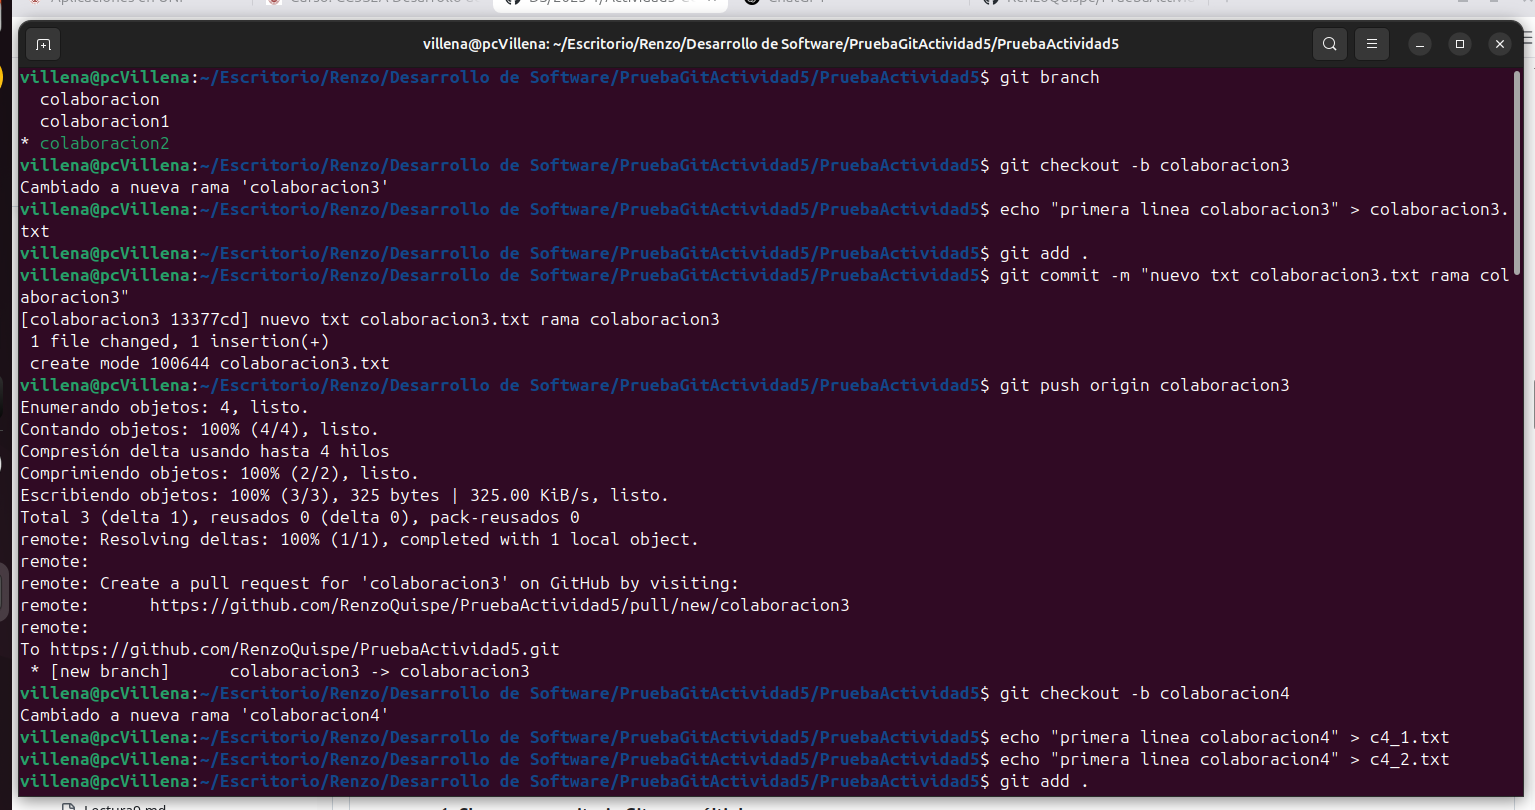 villena@pcVillena: ~/Escritorio/Renzo/Desarrollo de Software/PruebaGitActividad5/PruebaActividad5
villena@pcVillena:~/Escritorio/Renzo/Desarrollo de Software/PruebaGitActividad5/PruebaActividad5$ git branch
  colaboracion
  colaboracion1
* colaboracion2
villena@pcVillena:~/Escritorio/Renzo/Desarrollo de Software/PruebaGitActividad5/PruebaActividad5$ git checkout -b colaboracion3
Cambiado a nueva rama 'colaboracion3'
villena@pcVillena:~/Escritorio/Renzo/Desarrollo de Software/PruebaGitActividad5/PruebaActividad5$ echo "primera linea colaboracion3" > colaboracion3.
txt
villena@pcVillena:~/Escritorio/Renzo/Desarrollo de Software/PruebaGitActividad5/PruebaActividad5$ git add .
villena@pcVillena:~/Escritorio/Renzo/Desarrollo de Software/PruebaGitActividad5/PruebaActividad5$ git commit -m "nuevo txt colaboracion3.txt rama col
aboracion3"
[colaboracion3 13377cd] nuevo txt colaboracion3.txt rama colaboracion3
 1 file changed, 1 insertion(+)
 create mode 100644 colaboracion3.txt
villena@pcVillena:~/Escritorio/Renzo/Desarrollo de Software/PruebaGitActividad5/PruebaActividad5$ git push origin colaboracion3
Enumerando objetos: 4, listo.
Contando objetos: 100% (4/4), listo.
Compresión delta usando hasta 4 hilos
Comprimiendo objetos: 100% (2/2), listo.
Escribiendo objetos: 100% (3/3), 325 bytes | 325.00 KiB/s, listo.
Total 3 (delta 1), reusados 0 (delta 0), pack-reusados 0
remote: Resolving deltas: 100% (1/1), completed with 1 local object.
remote:
remote: Create a pull request for 'colaboracion3' on GitHub by visiting:
remote:      https://github.com/RenzoQuispe/PruebaActividad5/pull/new/colaboracion3
remote:
To https://github.com/RenzoQuispe/PruebaActividad5.git
 * [new branch]      colaboracion3 -> colaboracion3
villena@pcVillena:~/Escritorio/Renzo/Desarrollo de Software/PruebaGitActividad5/PruebaActividad5$ git checkout -b colaboracion4
Cambiado a nueva rama 'colaboracion4'
villena@pcVillena:~/Escritorio/Renzo/Desarrollo de Software/PruebaGitActividad5/PruebaActividad5$ echo "primera linea colaboracion4" > c4_1.txt
villena@pcVillena:~/Escritorio/Renzo/Desarrollo de Software/PruebaGitActividad5/PruebaActividad5$ echo "primera linea colaboracion4" > c4_2.txt
villena@pcVillena:~/Escritorio/Renzo/Desarrollo de Software/PruebaGitActividad5/PruebaActividad5$ git add .